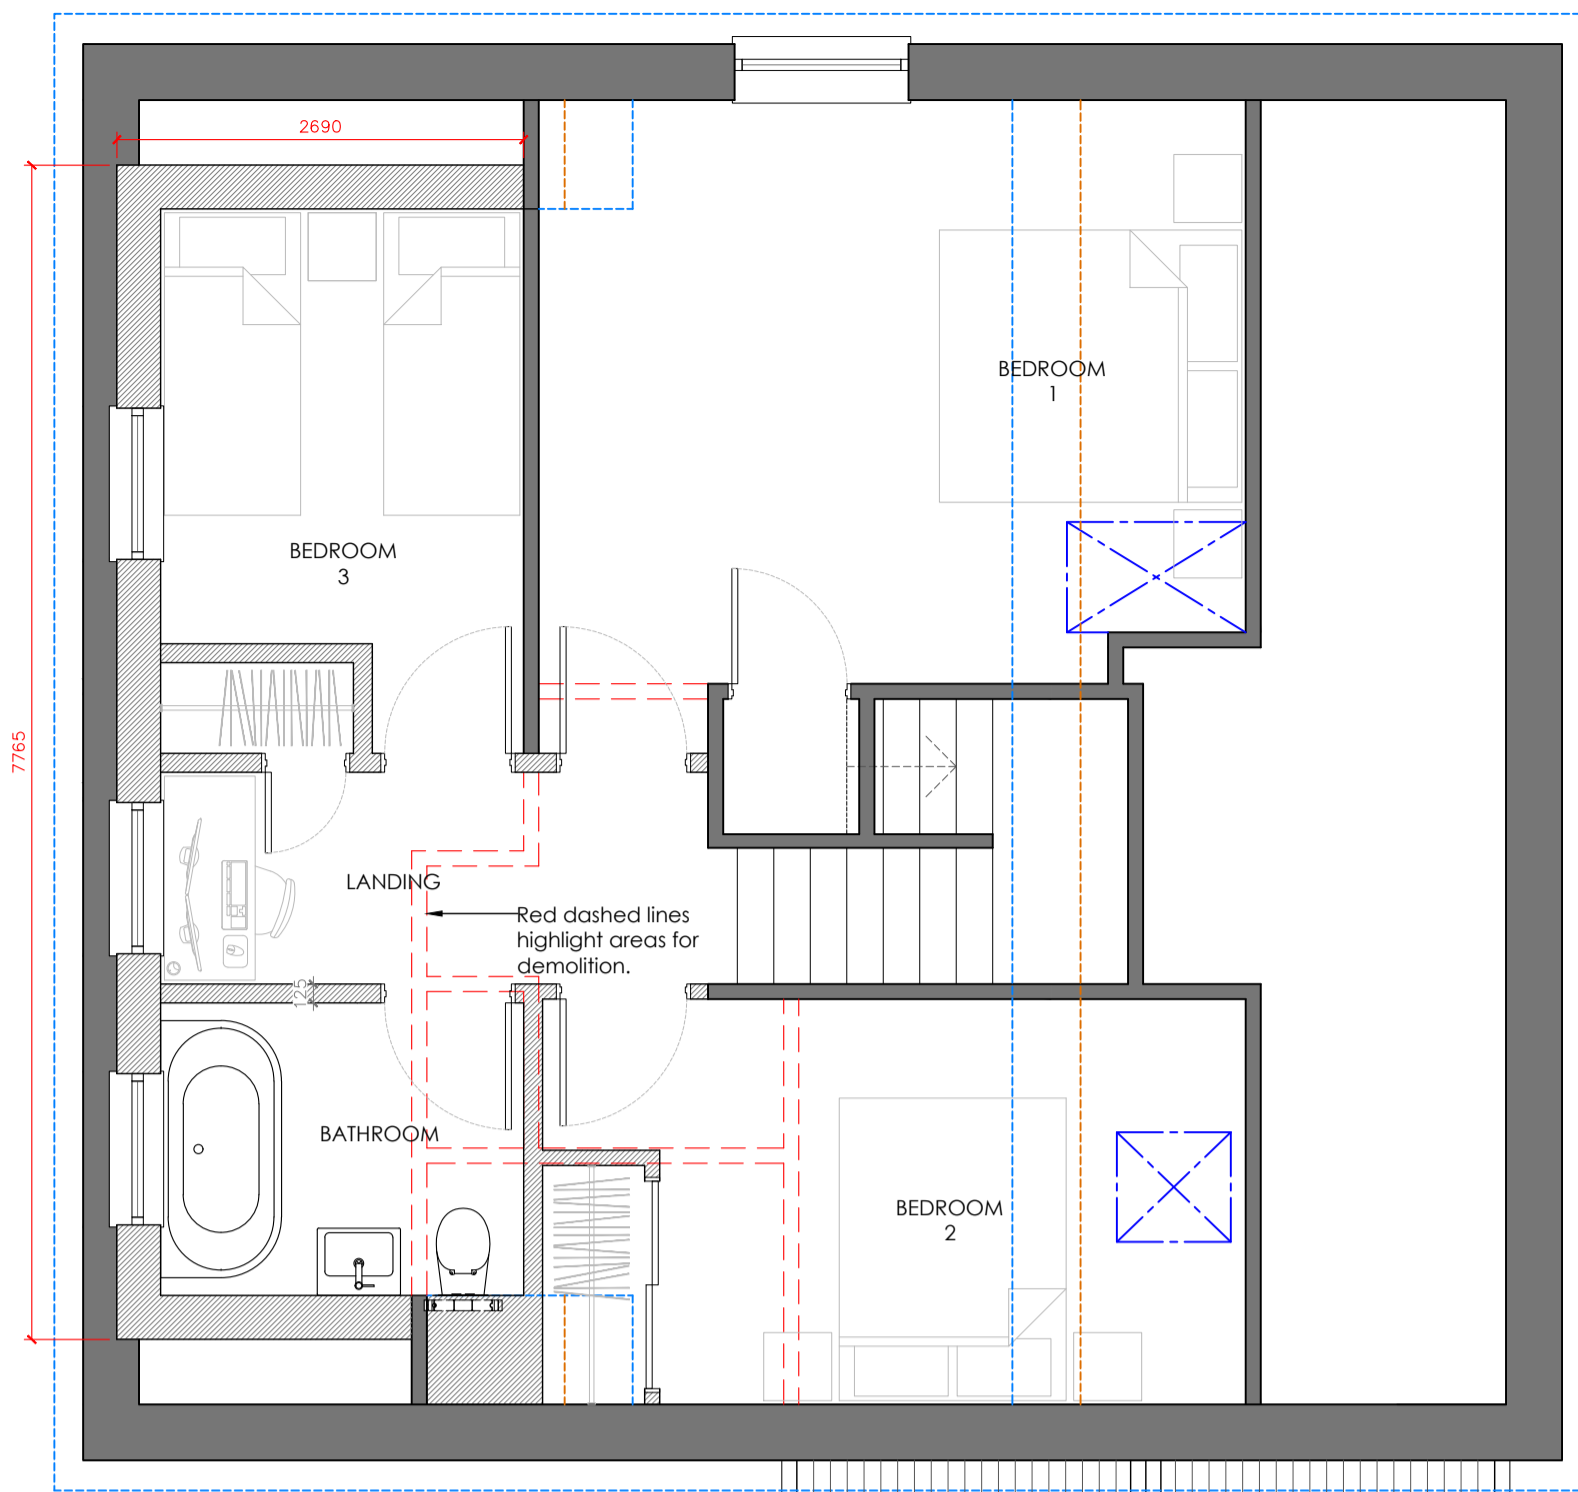 2690
BEDROOM
1
BEDROOM
3
7765
LANDING
Red dashed lines
highlight areas for
demolition.
125
BATHROOM
BEDROOM
2